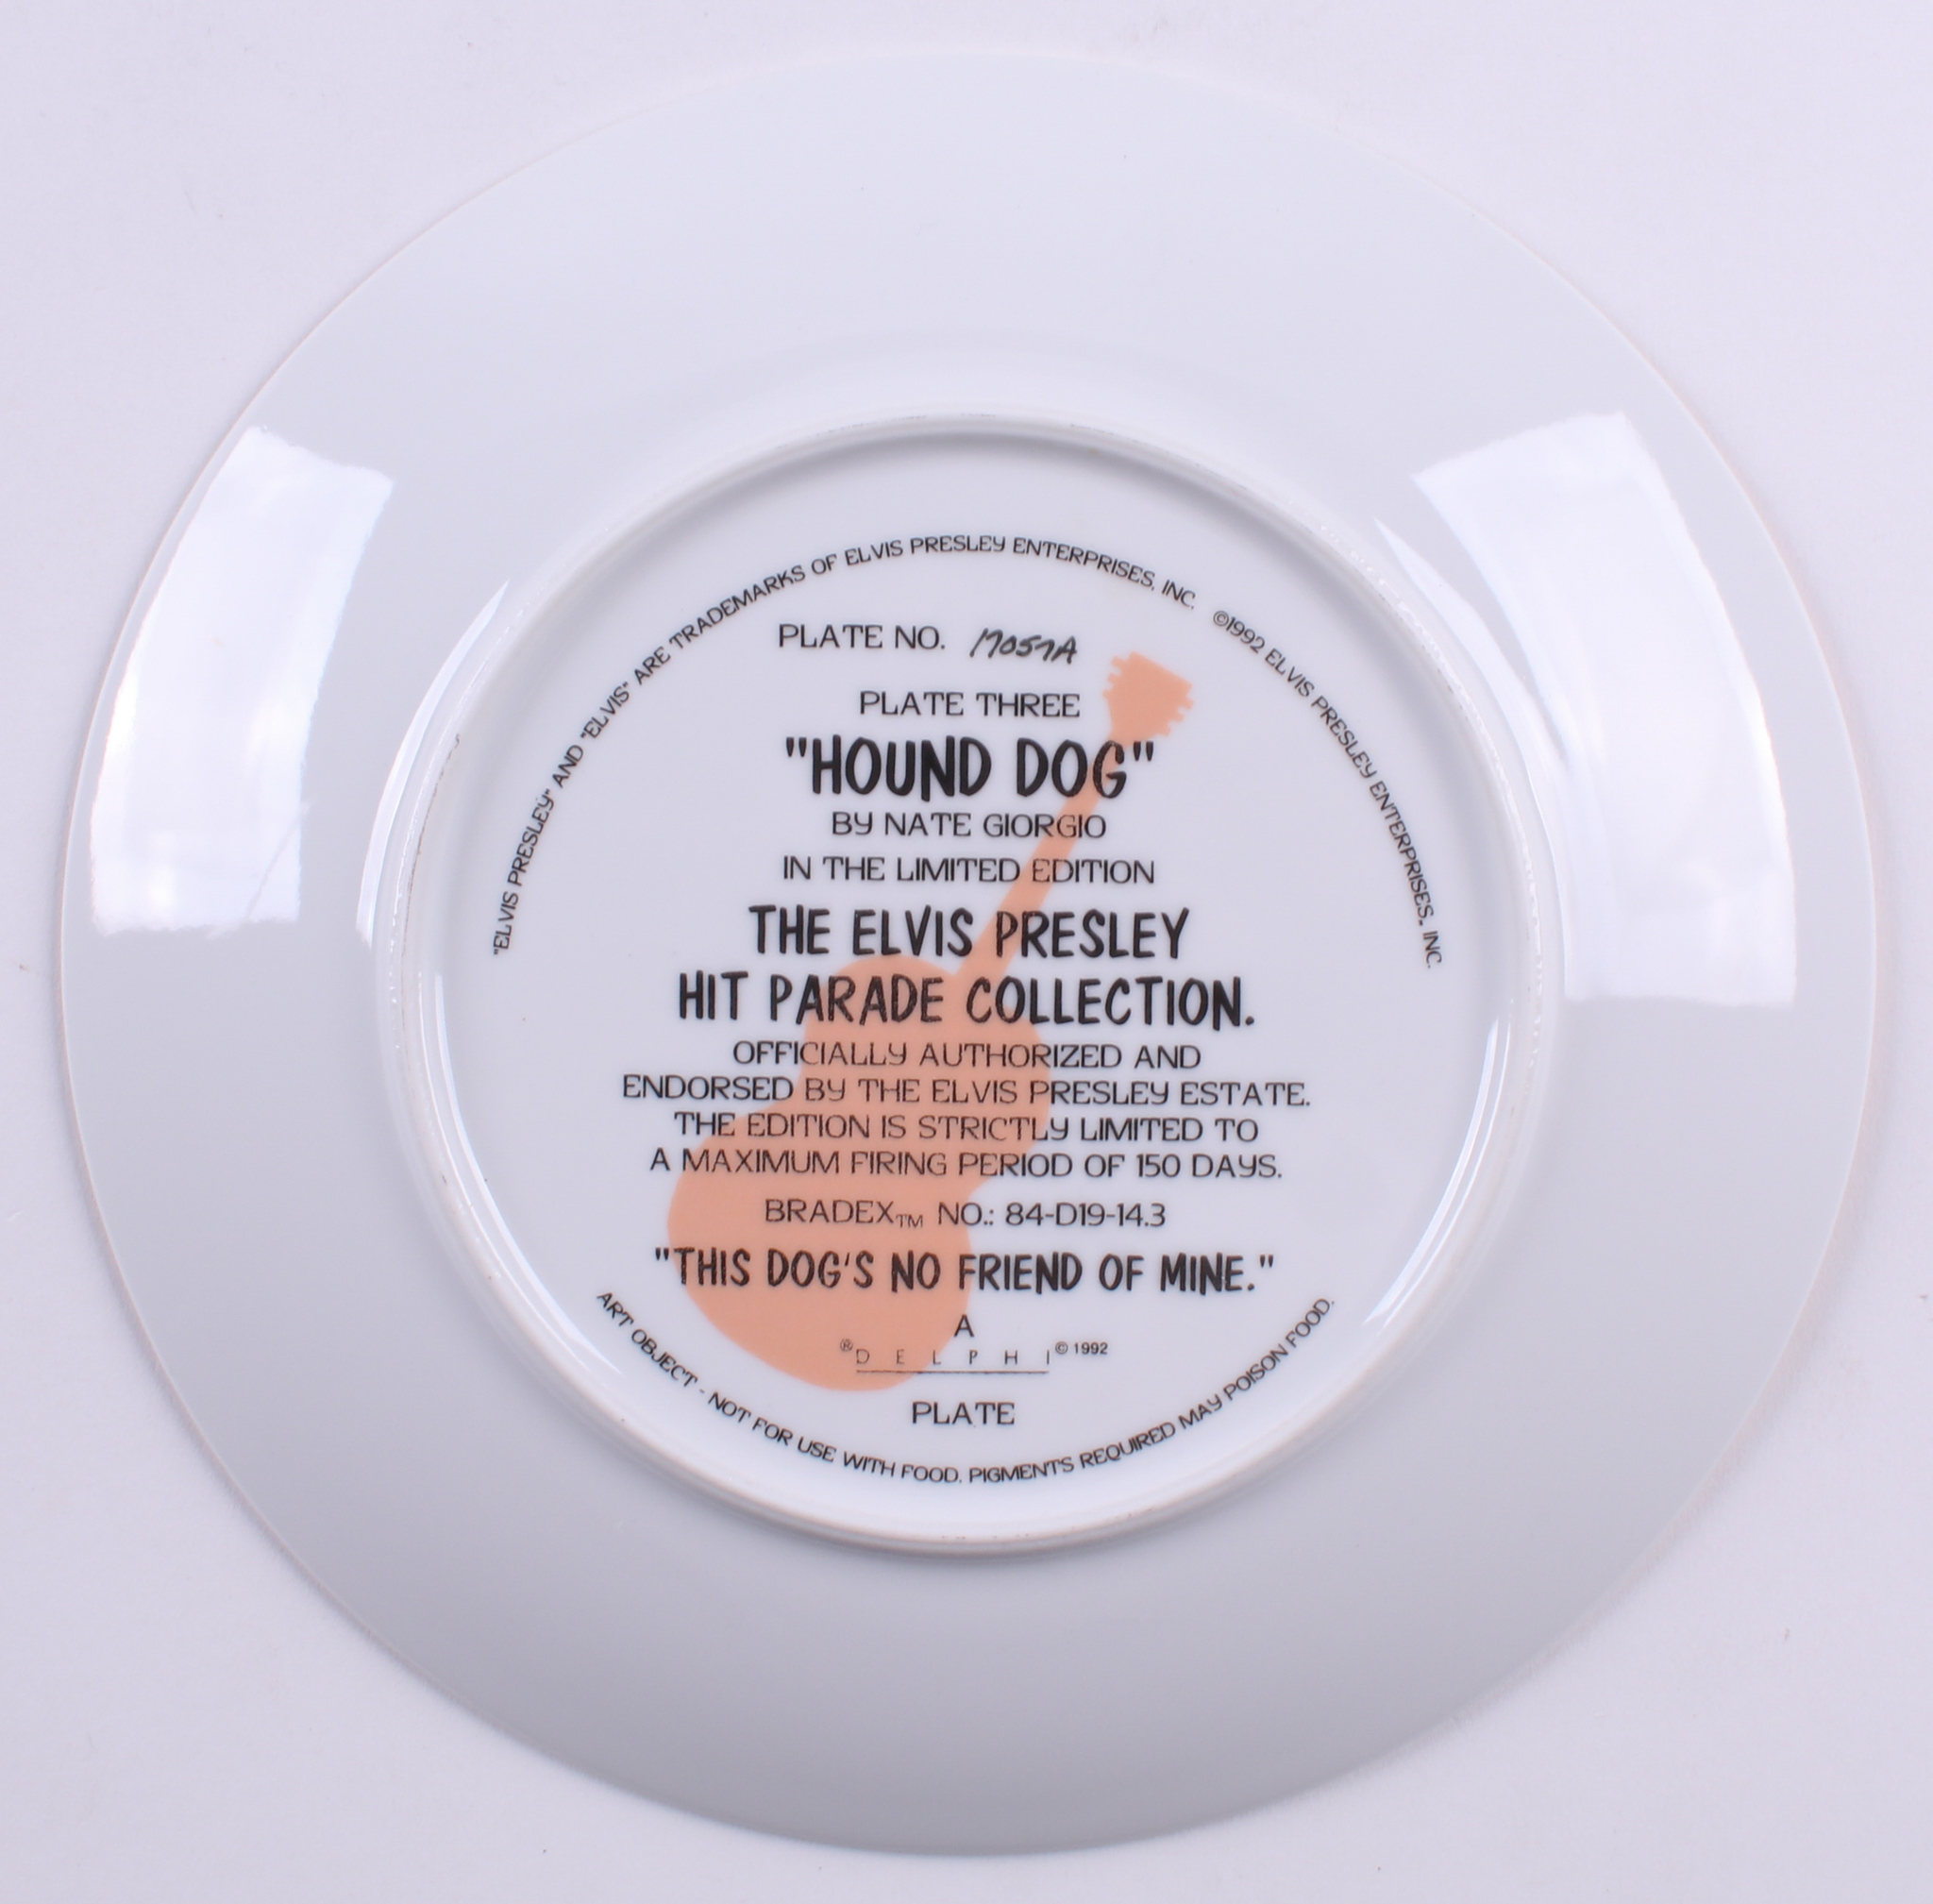 "ELVIS PRESLEY" AND "ELVIS" ARE TRADEMARKS OF ELVIS PRESLEY ENTERPRISES, INC. ©1992 ELVIS PRESLEY ENTERPRISES, INC.
PLATE NO. 17057A
PLATE THREE
"HOUND DOG"
BY NATE GIORGIO
IN THE LIMITED EDITION
THE ELVIS PRESLEY
HIT PARADE COLLECTION.
OFFICIALLY AUTHORIZED AND
ENDORSED BY THE ELVIS PRESLEY ESTATE.
THE EDITION IS STRICTLY LIMITED TO
A MAXIMUM FIRING PERIOD OF 150 DAYS.
BRADEX™ NO.: 84-D19-14.3
"THIS DOG'S NO FRIEND OF MINE."
A
®DELPHI©1992
PLATE
ART OBJECT - NOT FOR USE WITH FOOD. PIGMENTS REQUIRED MAY POISON FOOD.